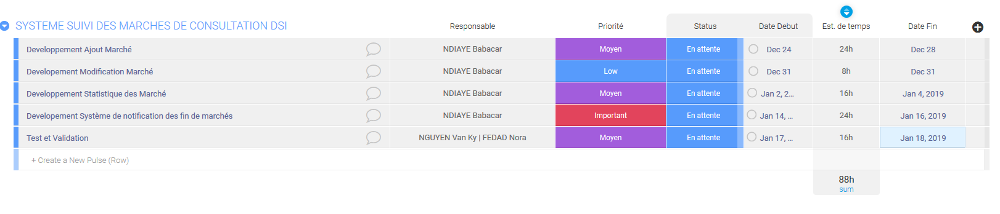 SYSTEME SUIVI DES MARCHES DE CONSULTATION DSI Responsable Priorité Status Date Debut Est. de temps Date Fin
Developpement Ajout Marché NDIAYE Babacar Moyen En attente Dec 24 24h Dec 28
Developement Modification Marché NDIAYE Babacar Low En attente Dec 31 8h Dec 31
Developpement Statistique des Marché NDIAYE Babacar Moyen En attente Jan 2, 2... 16h Jan 4, 2019
Developement Système de notification des fin de marchés NDIAYE Babacar Important En attente Jan 14, ... 24h Jan 16, 2019
Test et Validation NGUYEN Van Ky | FEDAD Nora Moyen En attente Jan 17, ... 16h Jan 18, 2019
+ Create a New Pulse (Row)
88h
sum